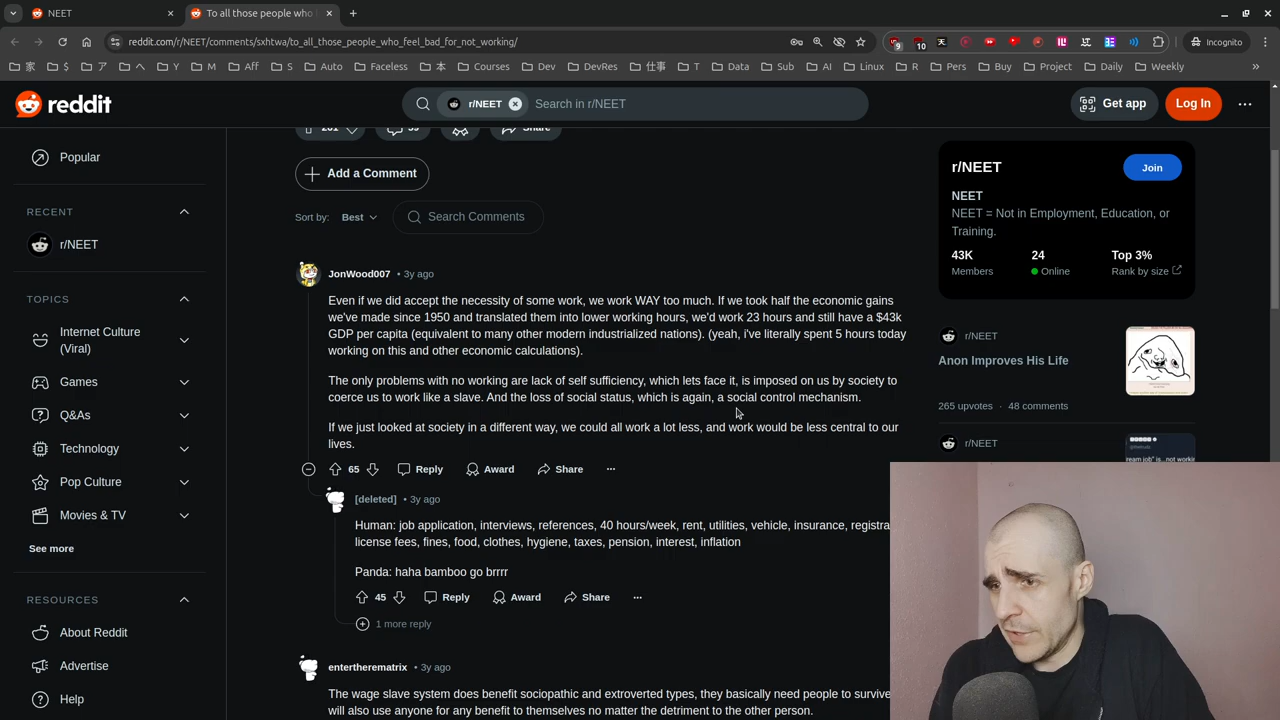 NEET
To all those people who
reddit.com/r/NEET/comments/sxhtwa/to_all_those_people_who_feel_bad_for_not_working/
9
10
Incognito
家
$
ア
へ
Y
M
Aff
S
Auto
Faceless
本
Courses
Dev
DevRes
仕事
T
Data
Sub
AI
Linux
R
Pers
Buy
Project
Daily
Weekly
reddit
r/NEET
Search in r/NEET
Get app
Log In
Share
Popular
RECENT
r/NEET
TOPICS
Internet Culture
(Viral)
Games
Q&As
Technology
Pop Culture
Movies & TV
See more
RESOURCES
About Reddit
Advertise
Help
Add a Comment
Sort by:
Best
Search Comments
JonWood007 • 3y ago
Even if we did accept the necessity of some work, we work WAY too much. If we took half the economic gains
we've made since 1950 and translated them into lower working hours, we'd work 23 hours and still have a $43k
GDP per capita (equivalent to many other modern industrialized nations). (yeah, i've literally spent 5 hours today
working on this and other economic calculations).
The only problems with no working are lack of self sufficiency, which lets face it, is imposed on us by society to
coerce us to work like a slave. And the loss of social status, which is again, a social control mechanism.
If we just looked at society in a different way, we could all work a lot less, and work would be less central to our
lives.
65
Reply
Award
Share
[deleted] • 3y ago
Human: job application, interviews, references, 40 hours/week, rent, utilities, vehicle, insurance, registra
license fees, fines, food, clothes, hygiene, taxes, pension, interest, inflation
Panda: haha bamboo go brrrr
45
Reply
Award
Share
1 more reply
entertherematrix • 3y ago
The wage slave system does benefit sociopathic and extroverted types, they basically need people to survive
will also use anyone for any benefit to themselves no matter the detriment to the other person.
r/NEET
Join
NEET
NEET = Not in Employment, Education, or
Training.
43K
24
Top 3%
Members
Online
Rank by size
r/NEET
Anon Improves His Life
265 upvotes • 48 comments
r/NEET